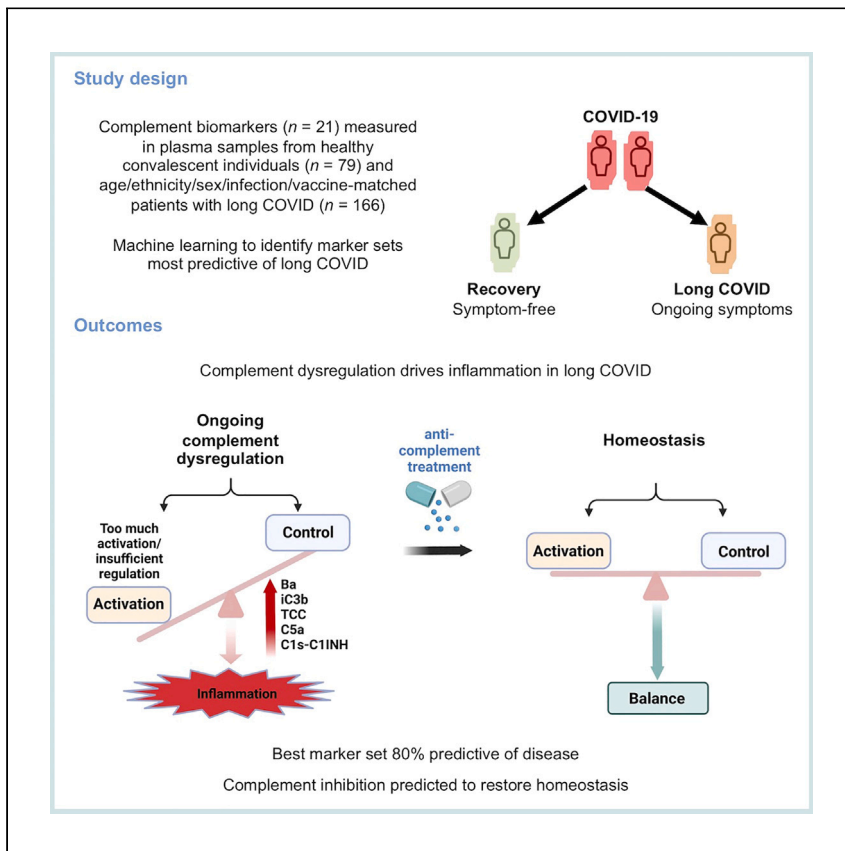 Study design
Complement biomarkers (n = 21) measured
in plasma samples from healthy
convalescent individuals (n = 79) and
age/ethnicity/sex/infection/vaccine-matched
patients with long COVID (n = 166)
Machine learning to identify marker sets
most predictive of long COVID
COVID-19
Recovery
Symptom-free
Long COVID
Ongoing symptoms
Outcomes
Complement dysregulation drives inflammation in long COVID
Ongoing
complement
dysregulation
Too much
activation/
insufficient
regulation
Activation
Control
Ba
iC3b
TCC
C5a
C1s-C1INH
Inflammation
anti-
complement
treatment
Homeostasis
Activation
Control
Balance
Best marker set 80% predictive of disease
Complement inhibition predicted to restore homeostasis